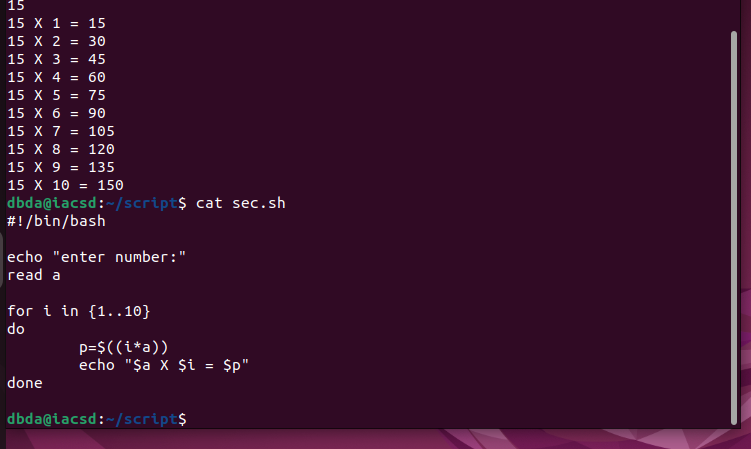 15
15 X 1 = 15
15 X 2 = 30
15 X 3 = 45
15 X 4 = 60
15 X 5 = 75
15 X 6 = 90
15 X 7 = 105
15 X 8 = 120
15 X 9 = 135
15 X 10 = 150
dbda@iacsd:~/script$ cat sec.sh
#!/bin/bash

echo "enter number:"
read a

for i in {1..10}
do
        p=$((i*a))
        echo "$a X $i = $p"
done

dbda@iacsd:~/script$